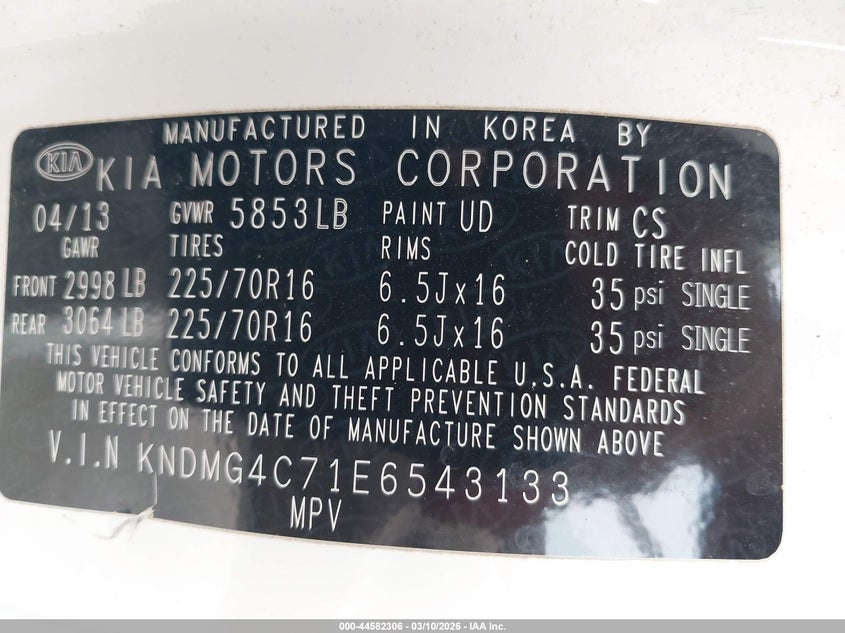 MANUFACTURED IN KOREA BY
KIA KIA MOTORS CORPORATION
04/13 GVWR 5853LB PAINT UD TRIM CS
GAWR TIRES RIMS COLD TIRE INFL
FRONT 2998 LB 225/70R16 6.5Jx16 35 psi SINGLE
REAR 3064 LB 225/70R16 6.5Jx16 35 psi SINGLE
THIS VEHICLE CONFORMS TO ALL APPLICABLE U.S.A. FEDERAL
MOTOR VEHICLE SAFETY AND THEFT PREVENTION STANDARDS
IN EFFECT ON THE DATE OF MANUFACTURE SHOWN ABOVE
V.I.N KNDMG4C71E6543133
MPV
000-44582306 - 03/10/2026 - IAA Inc.